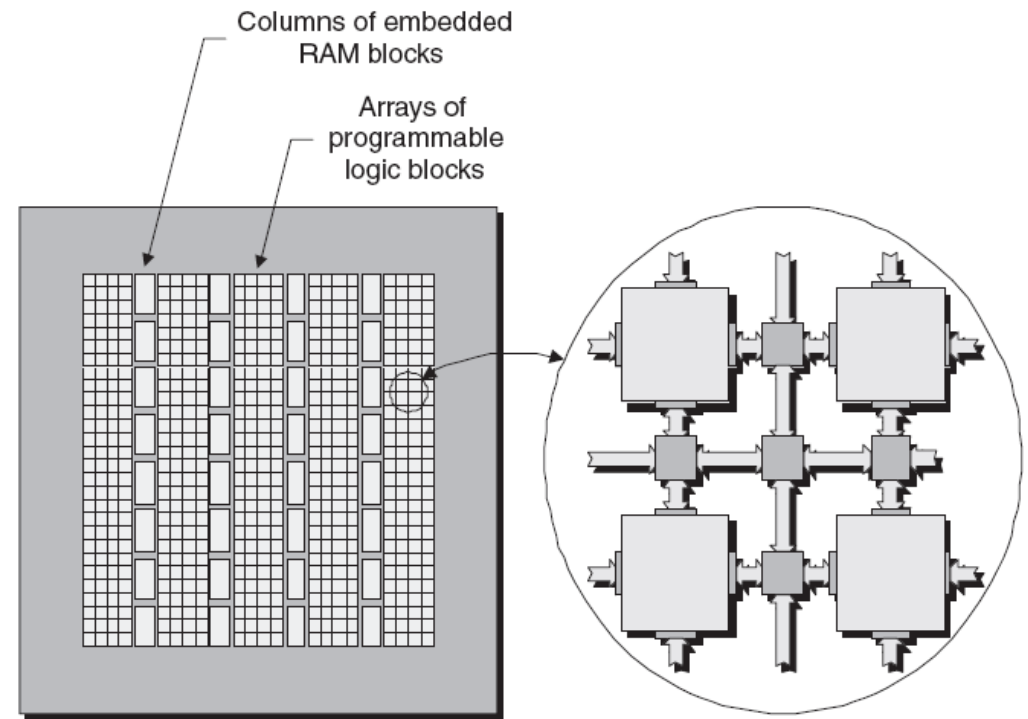 Columns of embedded
RAM blocks
Arrays of
programmable
logic blocks